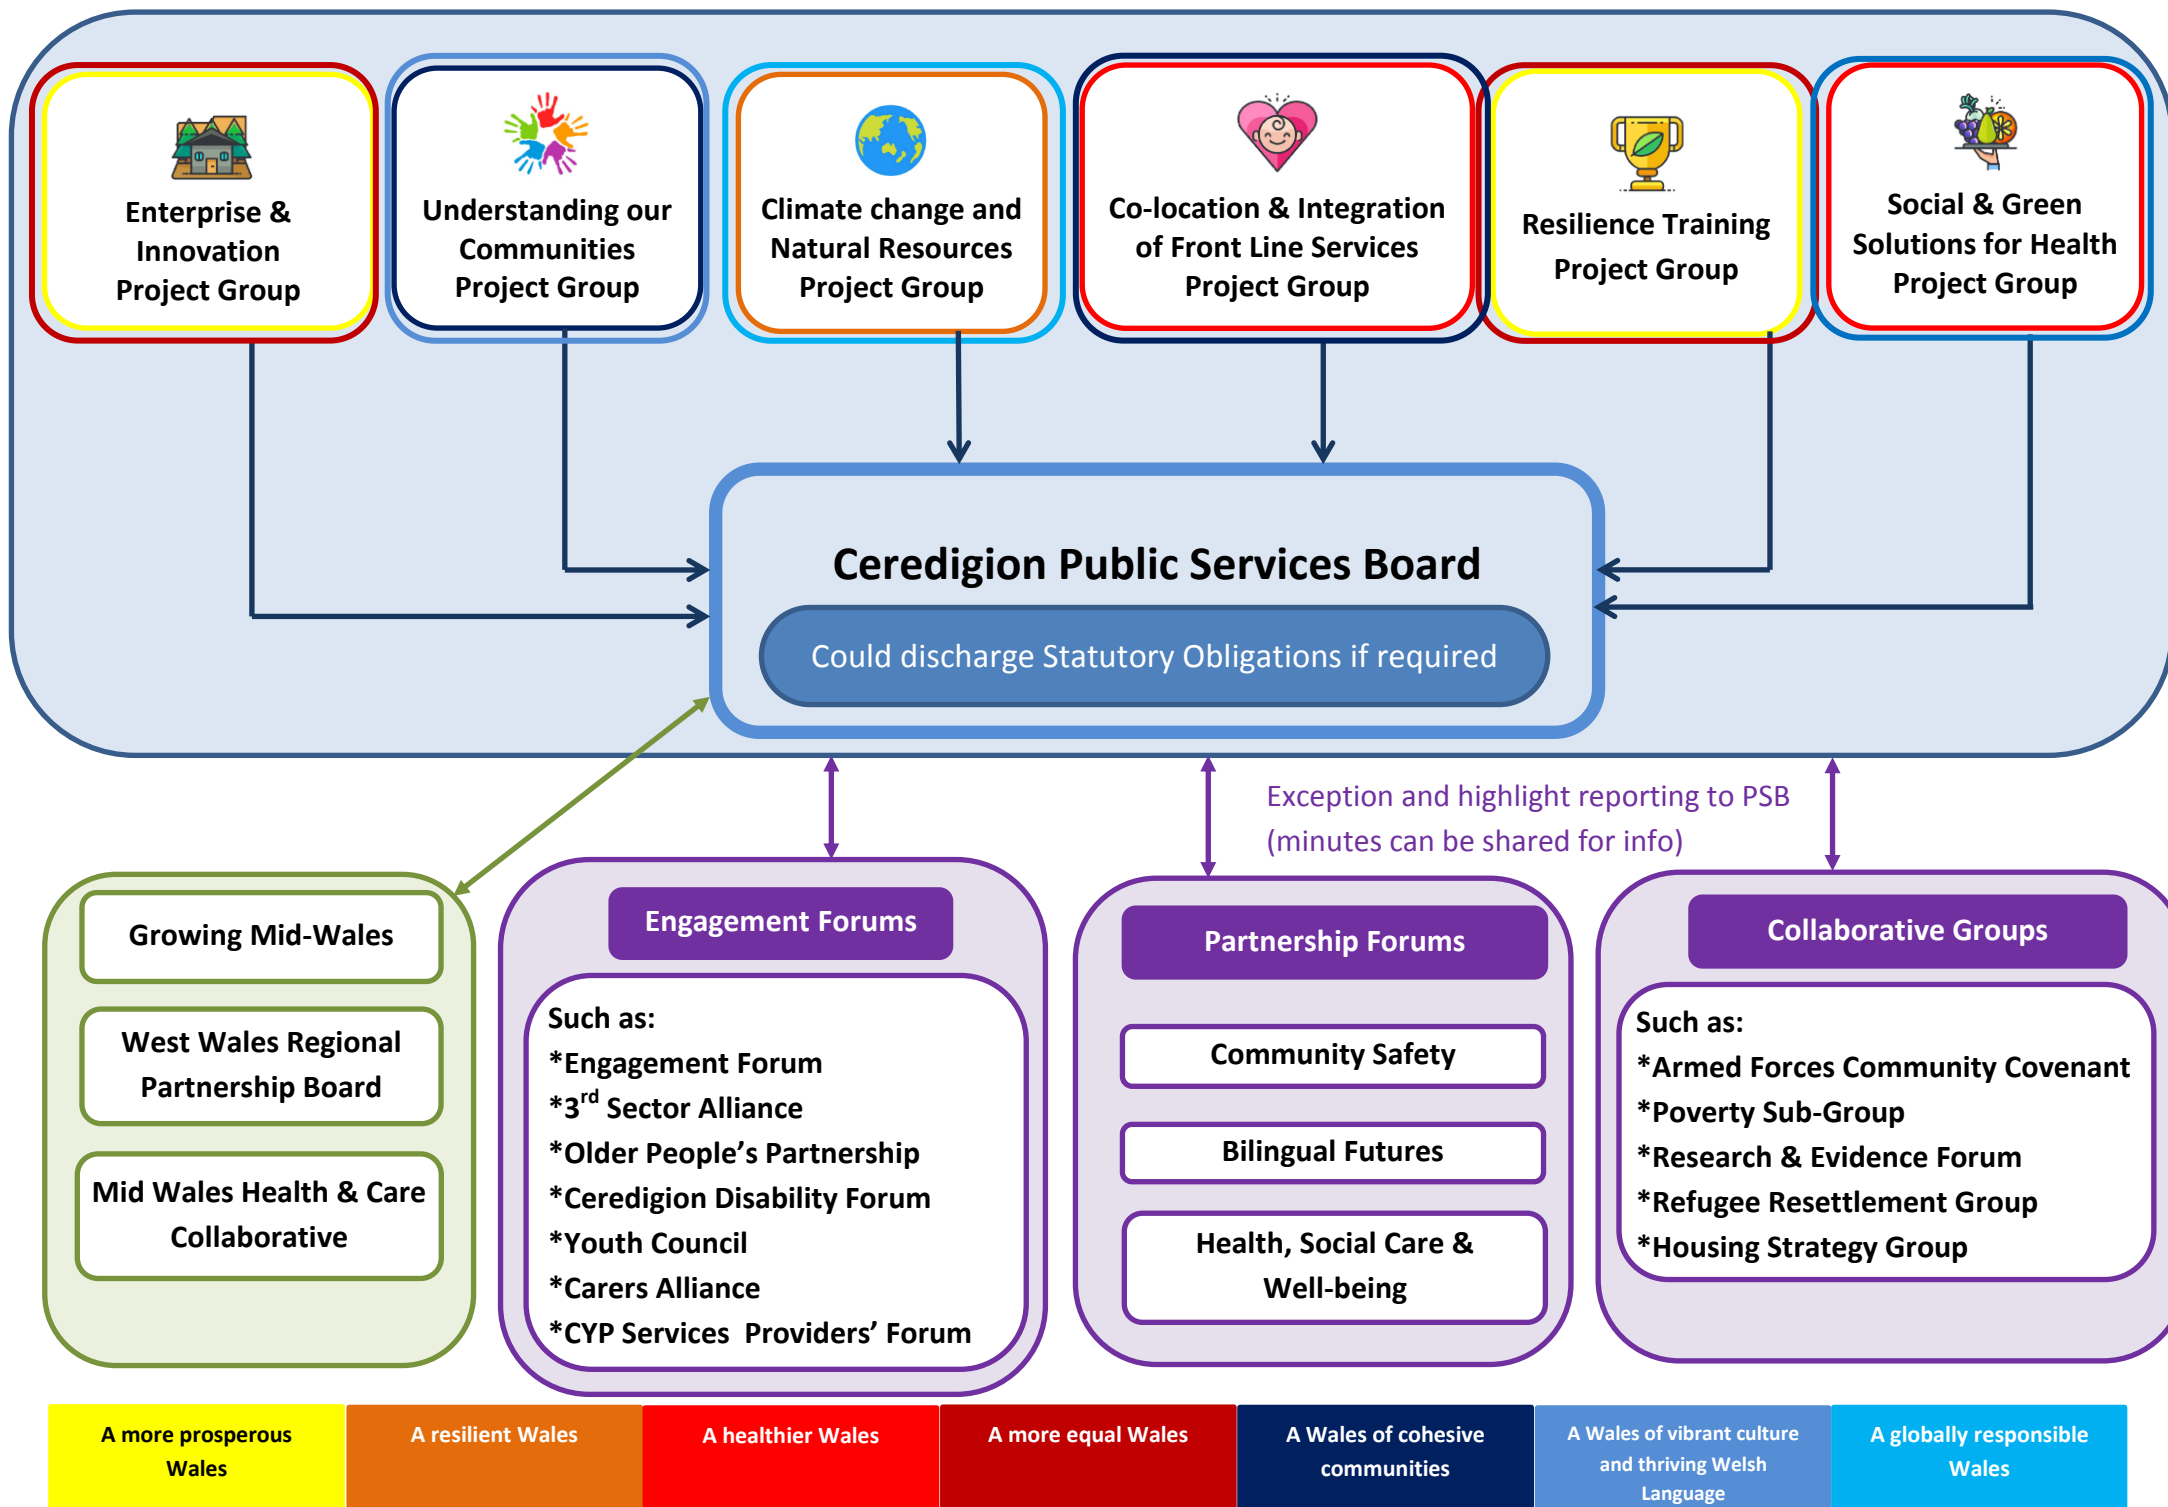 Enterprise &
Innovation
Project Group
Understanding our
Communities
Project Group
Climate change and
Natural Resources
Project Group
Co-location & Integration
of Front Line Services
Project Group
Resilience Training
Project Group
Social & Green
Solutions for Health
Project Group
Ceredigion Public Services Board
Could discharge Statutory Obligations if required
Exception and highlight reporting to PSB
(minutes can be shared for info)
Growing Mid-Wales
West Wales Regional
Partnership Board
Mid Wales Health & Care
Collaborative
Engagement Forums
Such as:
*Engagement Forum
*3rd Sector Alliance
*Older People’s Partnership
*Ceredigion Disability Forum
*Youth Council
*Carers Alliance
*CYP Services  Providers’ Forum
Partnership Forums
Community Safety
Bilingual Futures
Health, Social Care &
Well-being
Collaborative Groups
Such as:
*Armed Forces Community Covenant
*Poverty Sub-Group
*Research & Evidence Forum
*Refugee Resettlement Group
*Housing Strategy Group
A more prosperous
Wales
A resilient Wales
A healthier Wales
A more equal Wales
A Wales of cohesive
communities
A Wales of vibrant culture
and thriving Welsh
Language
A globally responsible
Wales